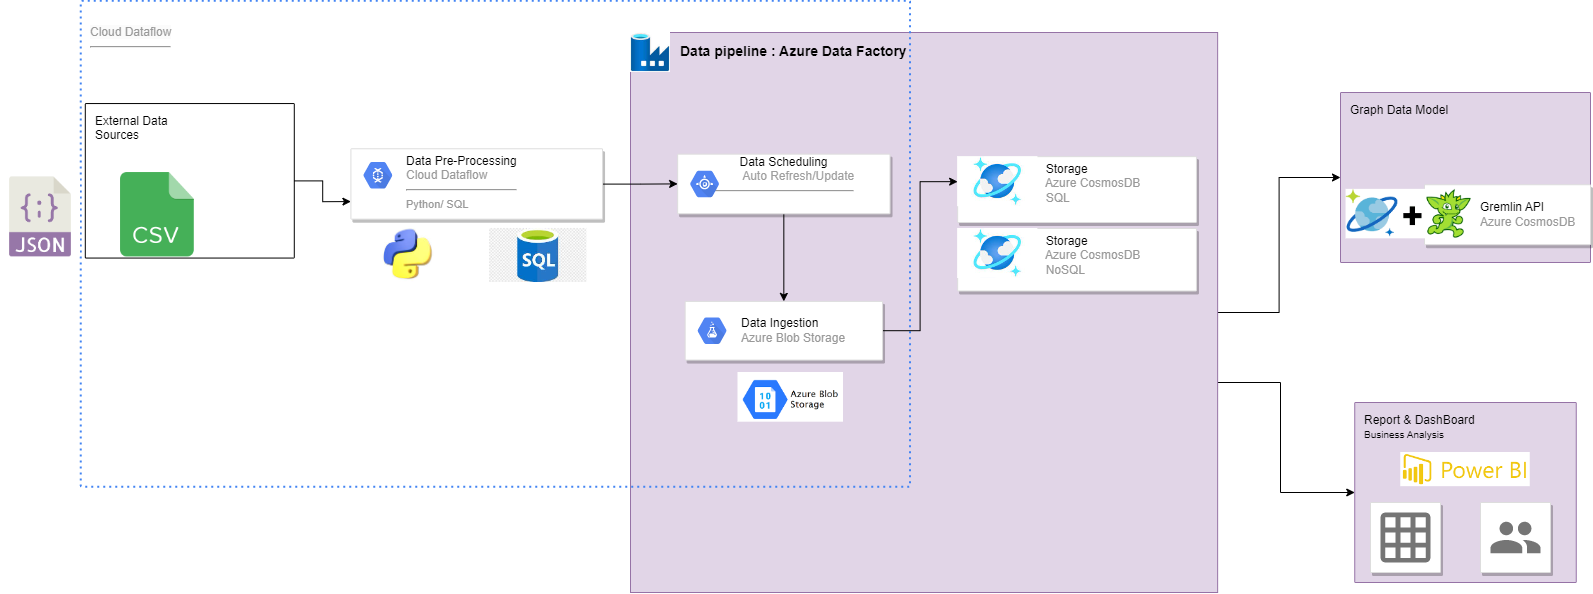 Cloud Dataflow
Data pipeline : Azure Data Factory
External Data
Sources
CSV
{;}
JSON
Data Pre-Processing
Cloud Dataflow
Python/ SQL
SQL
Data Scheduling
Auto Refresh/Update
Data Ingestion
Azure Blob Storage
10
01
Azure Blob
Storage
Storage
Azure CosmosDB
SQL
Storage
Azure CosmosDB
NoSQL
Graph Data Model
+
Gremlin API
Azure CosmosDB
Report & DashBoard
Business Analysis
Power BI